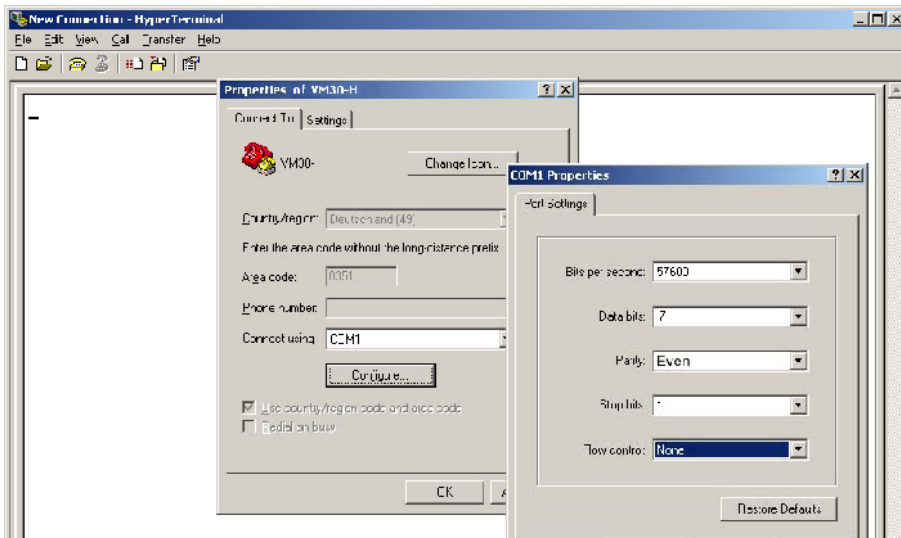 New Connection - HyperTerminal
File Edit View Call Transfer Help
Properties of VM30-H
Connect To Settings
VM30-
Change Icon...
Country/region: Deutschland (49)
Enter the area code without the long-distance prefix
Area code: 0351
Phone number:
Connect using: COM1
Configure...
Use country/region code and area code
Redial on busy
OK
COM1 Properties
Port Settings
Bits per second: 57600
Data bits: 7
Parity: Even
Stop bits:
Flow control: None
Restore Defaults